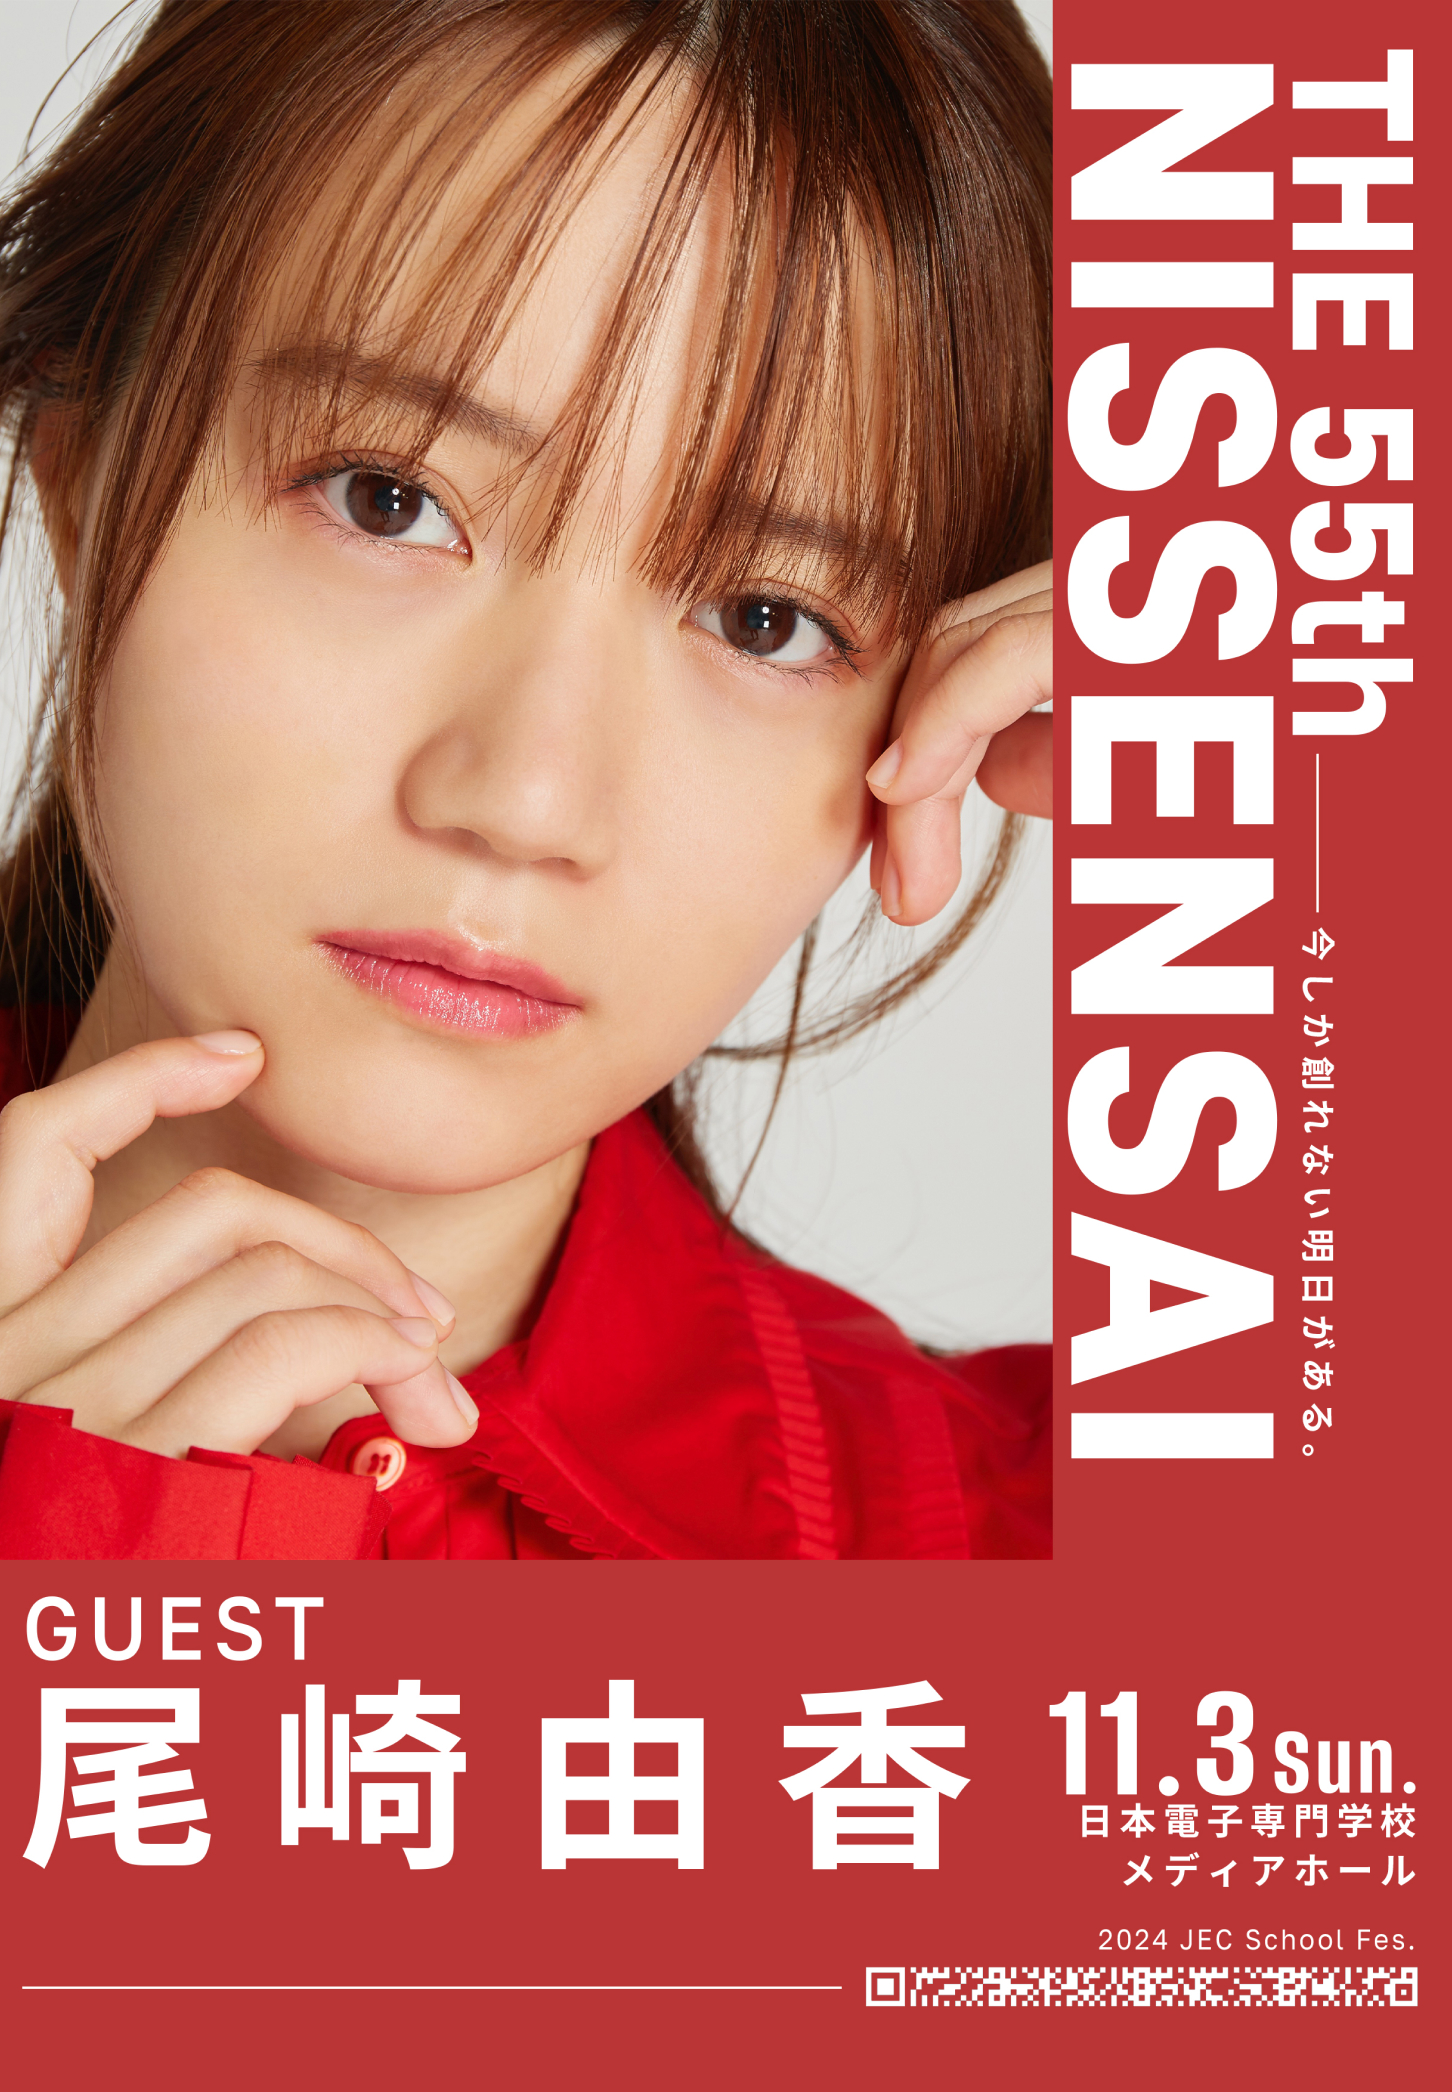 THE 55th
今しか創れない明日がある。
NISSENSAI
GUEST
尾崎由香
11.3 Sun.
日本電子専門学校
メディアホール
2024 JEC School Fes.